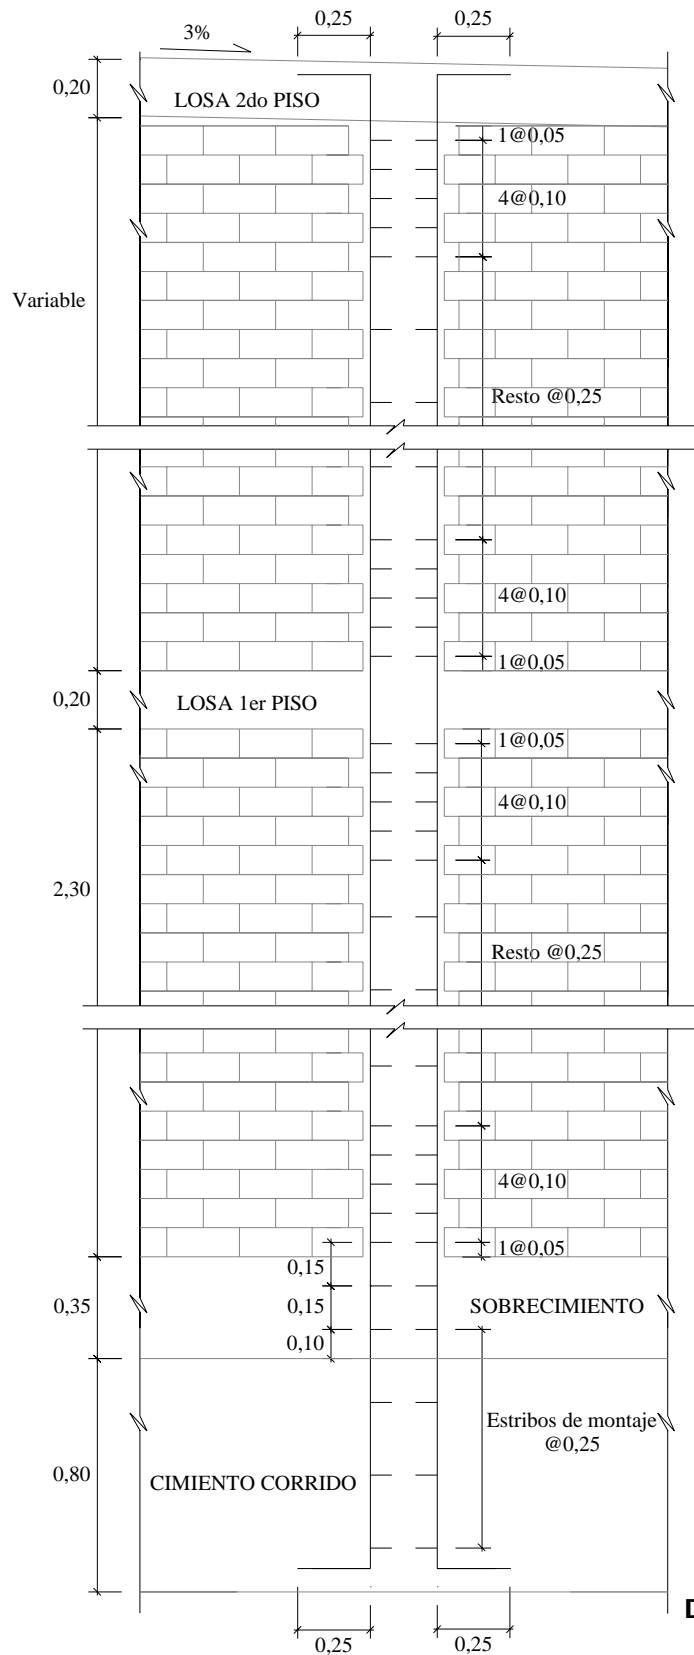 0,25 0,25
3%
0,20
LOSA 2do PISO
1@0,05
4@0,10
Variable
Resto @0,25
4@0,10
1@0,05
0,20
LOSA 1er PISO
1@0,05
4@0,10
2,30
Resto @0,25
4@0,10
1@0,05
0,15
0,35
0,15
SOBRECIMIENTO
0,10
Estribos de montaje
@0,25
0,80
CIMIENTO CORRIDO
0,25 0,25